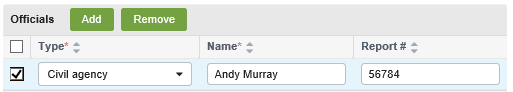 Officials Add Remove
Type* Name* Report #
Civil agency Andy Murray 56784